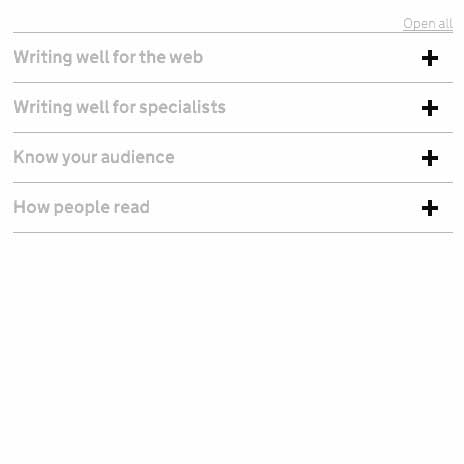 Open all
Writing well for the web
Writing well for specialists
Know your audience
How people read